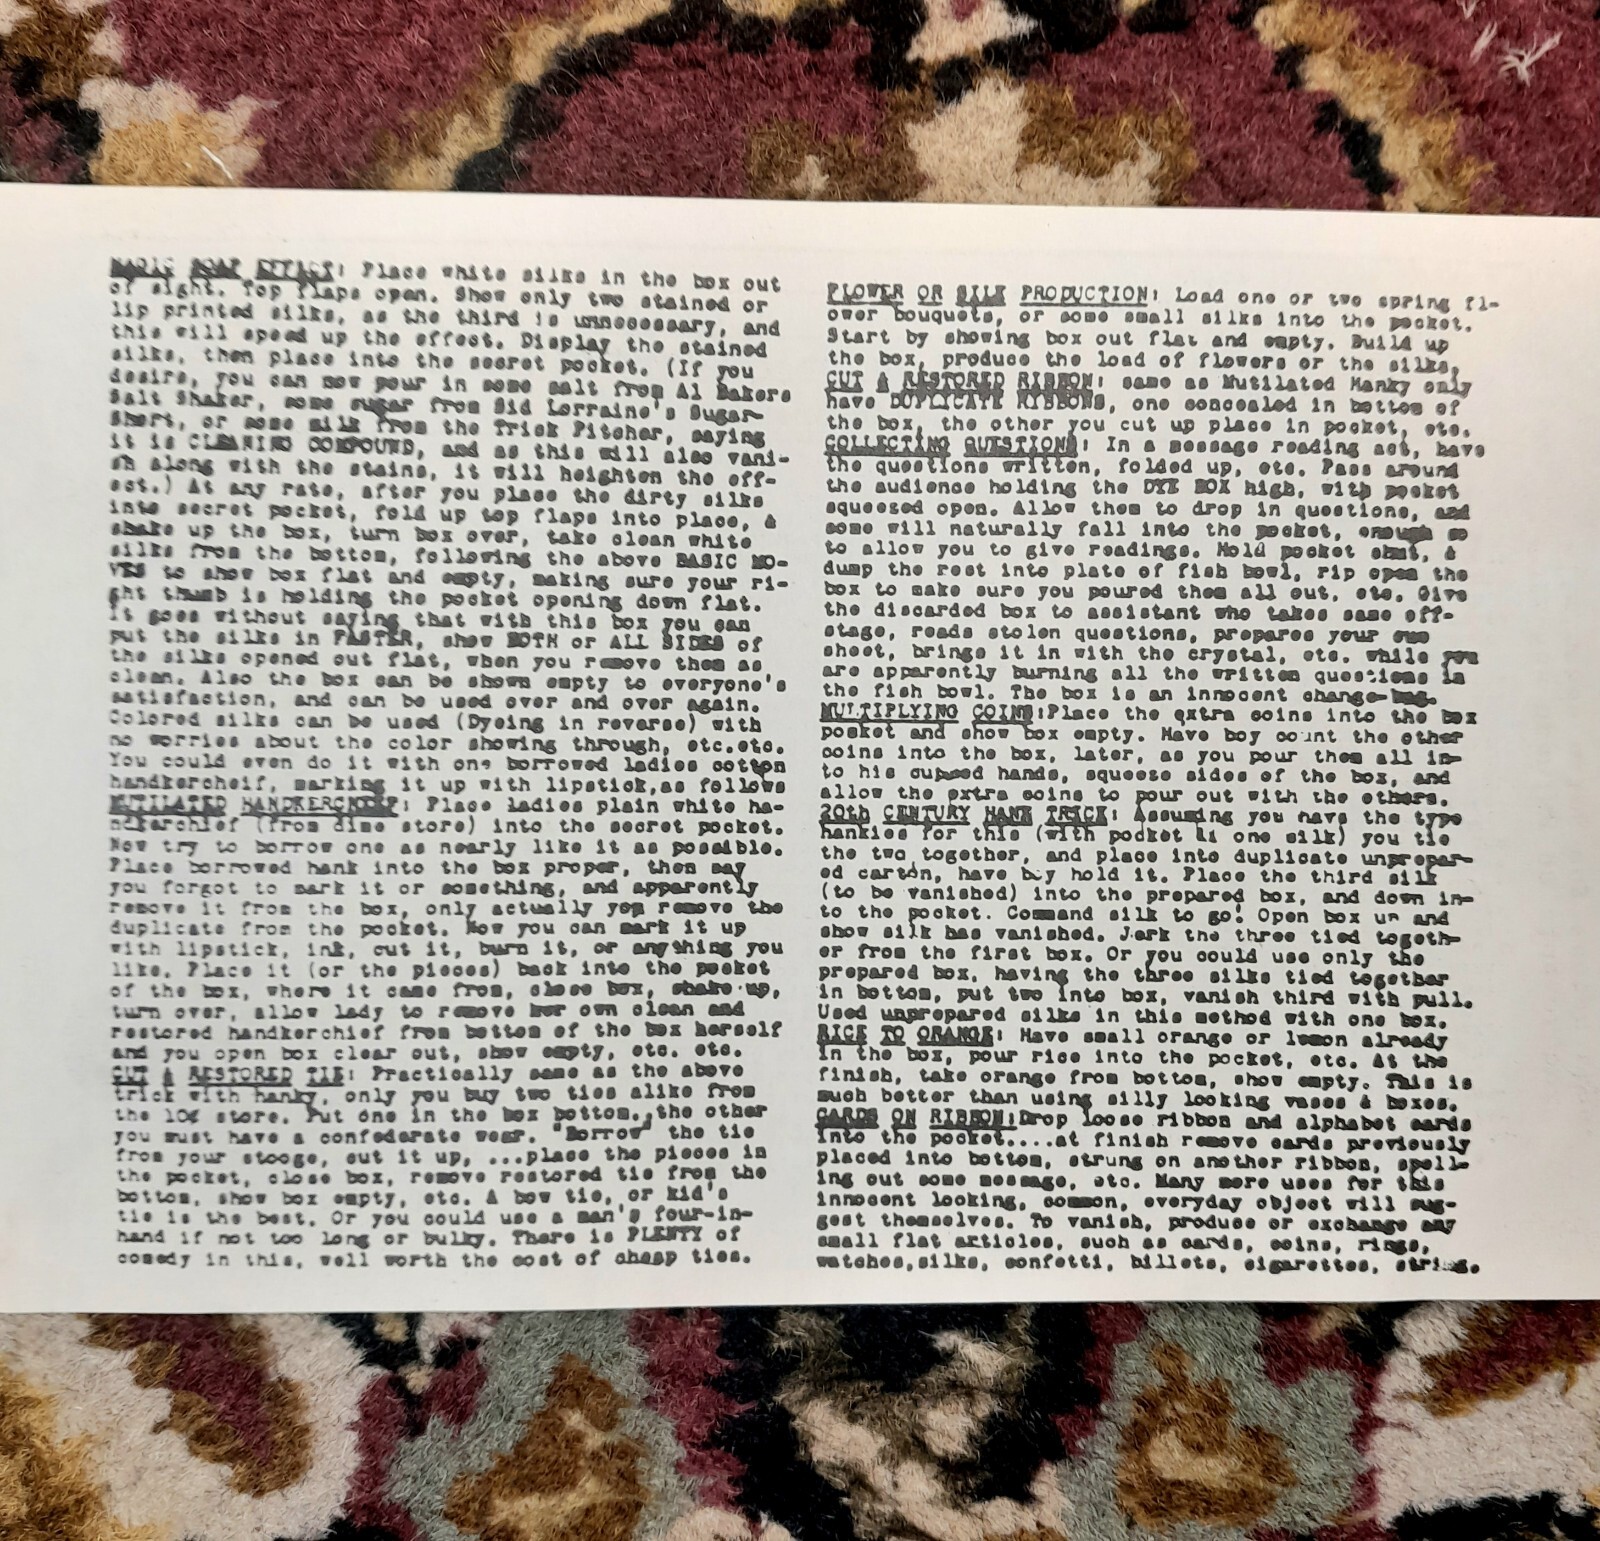 MAGIC SOAP EFFECT: Place white silks in the box out
of sight. Top flaps open. Show only two stained or
lip printed silks, as the third is unnecessary, and
this will speed up the effect. Display the stained
silks, then place into the secret pocket. (If you
desire, you can now pour in some salt from Al Bakers
Salt Shaker, some sugar from Sid Lorraine's Sugar-
Short, or some milk from the Trick Pitcher, saying
it is CLEANING COMPOUND, and as this will also vani-
sh along with the stains, it will heighten the eff-
ect.) At any rate, after you place the dirty silks
into secret pocket, fold up top flaps into place, &
shake up the box, turn box over, take clean white
silks from the bottom, following the above BASIC MO-
VES to show box flat and empty, making sure your ri-
ght thumb is holding the pocket opening down flat.
It goes without saying that with this box you can
put the silks in FASTER, show BOTH or ALL SIDES of
the silks opened out flat, when you remove them as
clean. Also the box can be shown empty to everyone's
satisfaction, and can be used over and over again.
Colored silks can be used (Dyeing in reverse) with
no worries about the color showing through, etc.etc.
You could even do it with one borrowed ladies cotton
handkercheif, marking it up with lipstick,as follows
MUTILATED HANDKERCHIEF: Place ladies plain white ha-
ndkerchief (from dime store) into the secret pocket.
Now try to borrow one as nearly like it as possible.
Place borrowed hank into the box proper, then say
you forgot to mark it or something, and apparently
remove it from the box, only actually you remove the
duplicate from the pocket. Now you can mark it up
with lipstick, ink, cut it, burn it, or anything you
like. Place it (or the pieces) back into the pocket
of the box, where it came from, close box, shake up,
turn over, allow lady to remove her own clean and
restored handkerchief from bottom of the box herself
and you open box clear out, show empty, etc. etc.
CUT & RESTORED TIE: Practically same as the above
trick with hanky, only you buy two ties alike from
the 10¢ store. Put one in the box bottom, the other
you must have a confederate wear. "Borrow" the tie
from your stooge, cut it up, ...place the pieces in
the pocket, close box, remove restored tie from the
bottom, show box empty, etc. A bow tie, or kid's
tie is the best. Or you could use a man's four-in-
hand if not too long or bulky. There is PLENTY of
comedy in this, well worth the cost of cheap ties.
FLOWER OR SILK PRODUCTION: Load one or two spring fl-
ower bouquets, or some small silks into the pocket.
Start by showing box out flat and empty. Build up
the box, produce the load of flowers or the silks.
CUT & RESTORED RIBBON: same as Mutilated Hanky only
have DUPLICATE RIBBONS, one concealed in bottom of
the box, the other you cut up place in pocket, etc.
COLLECTING QUESTIONS: In a message reading act, have
the questions written, folded up, etc. Pass around
the audience holding the DYE BOX high, with pocket
squeezed open. Allow them to drop in questions, and
some will naturally fall into the pocket, enough so
to allow you to give readings. Hold pocket shut, &
dump the rest into plate of fish bowl, rip open the
box to make sure you poured them all out, etc. Give
the discarded box to assistant who takes same off-
stage, reads stolen questions, prepares your own
sheet, brings it in with the crystal, etc. while you
are apparently burning all the written questions in
the fish bowl. The box is an innocent change-bag.
MULTIPLYING COINS:Place the extra coins into the box
pocket and show box empty. Have boy count the other
coins into the box, later, as you pour them all in-
to his cupped hands, squeeze sides of the box, and
allow the extra coins to pour out with the others.
20th CENTURY HANK TRICK: Assuming you have the type
hankies for this (with pocket in one silk) you tie
the two together, and place into duplicate unprepar-
ed carton, have boy hold it. Place the third silk
(to be vanished) into the prepared box, and down in-
to the pocket. Command silk to go! Open box up and
show silk has vanished. Jerk the three tied togeth-
er from the first box. Or you could use only the
prepared box, having the three silks tied together
in bottom, put two into box, vanish third with pull.
Used unprepared silks in this method with one box.
RICE TO ORANGE: Have small orange or lemon already
in the box, pour rice into the pocket, etc. At the
finish, take orange from bottom, show empty. This is
much better than using silly looking vases & boxes.
CARDS ON RIBBON:Drop loose ribbon and alphabet cards
into the pocket....at finish remove cards previously
placed into bottom, strung on another ribbon, spell-
ing out some message, etc. Many more uses for this
innocent looking, common, everyday object will sug-
gest themselves. To vanish, produce or exchange any
small flat articles, such as cards, coins, rings,
watches,silks, confetti, billets, cigarettes, string.